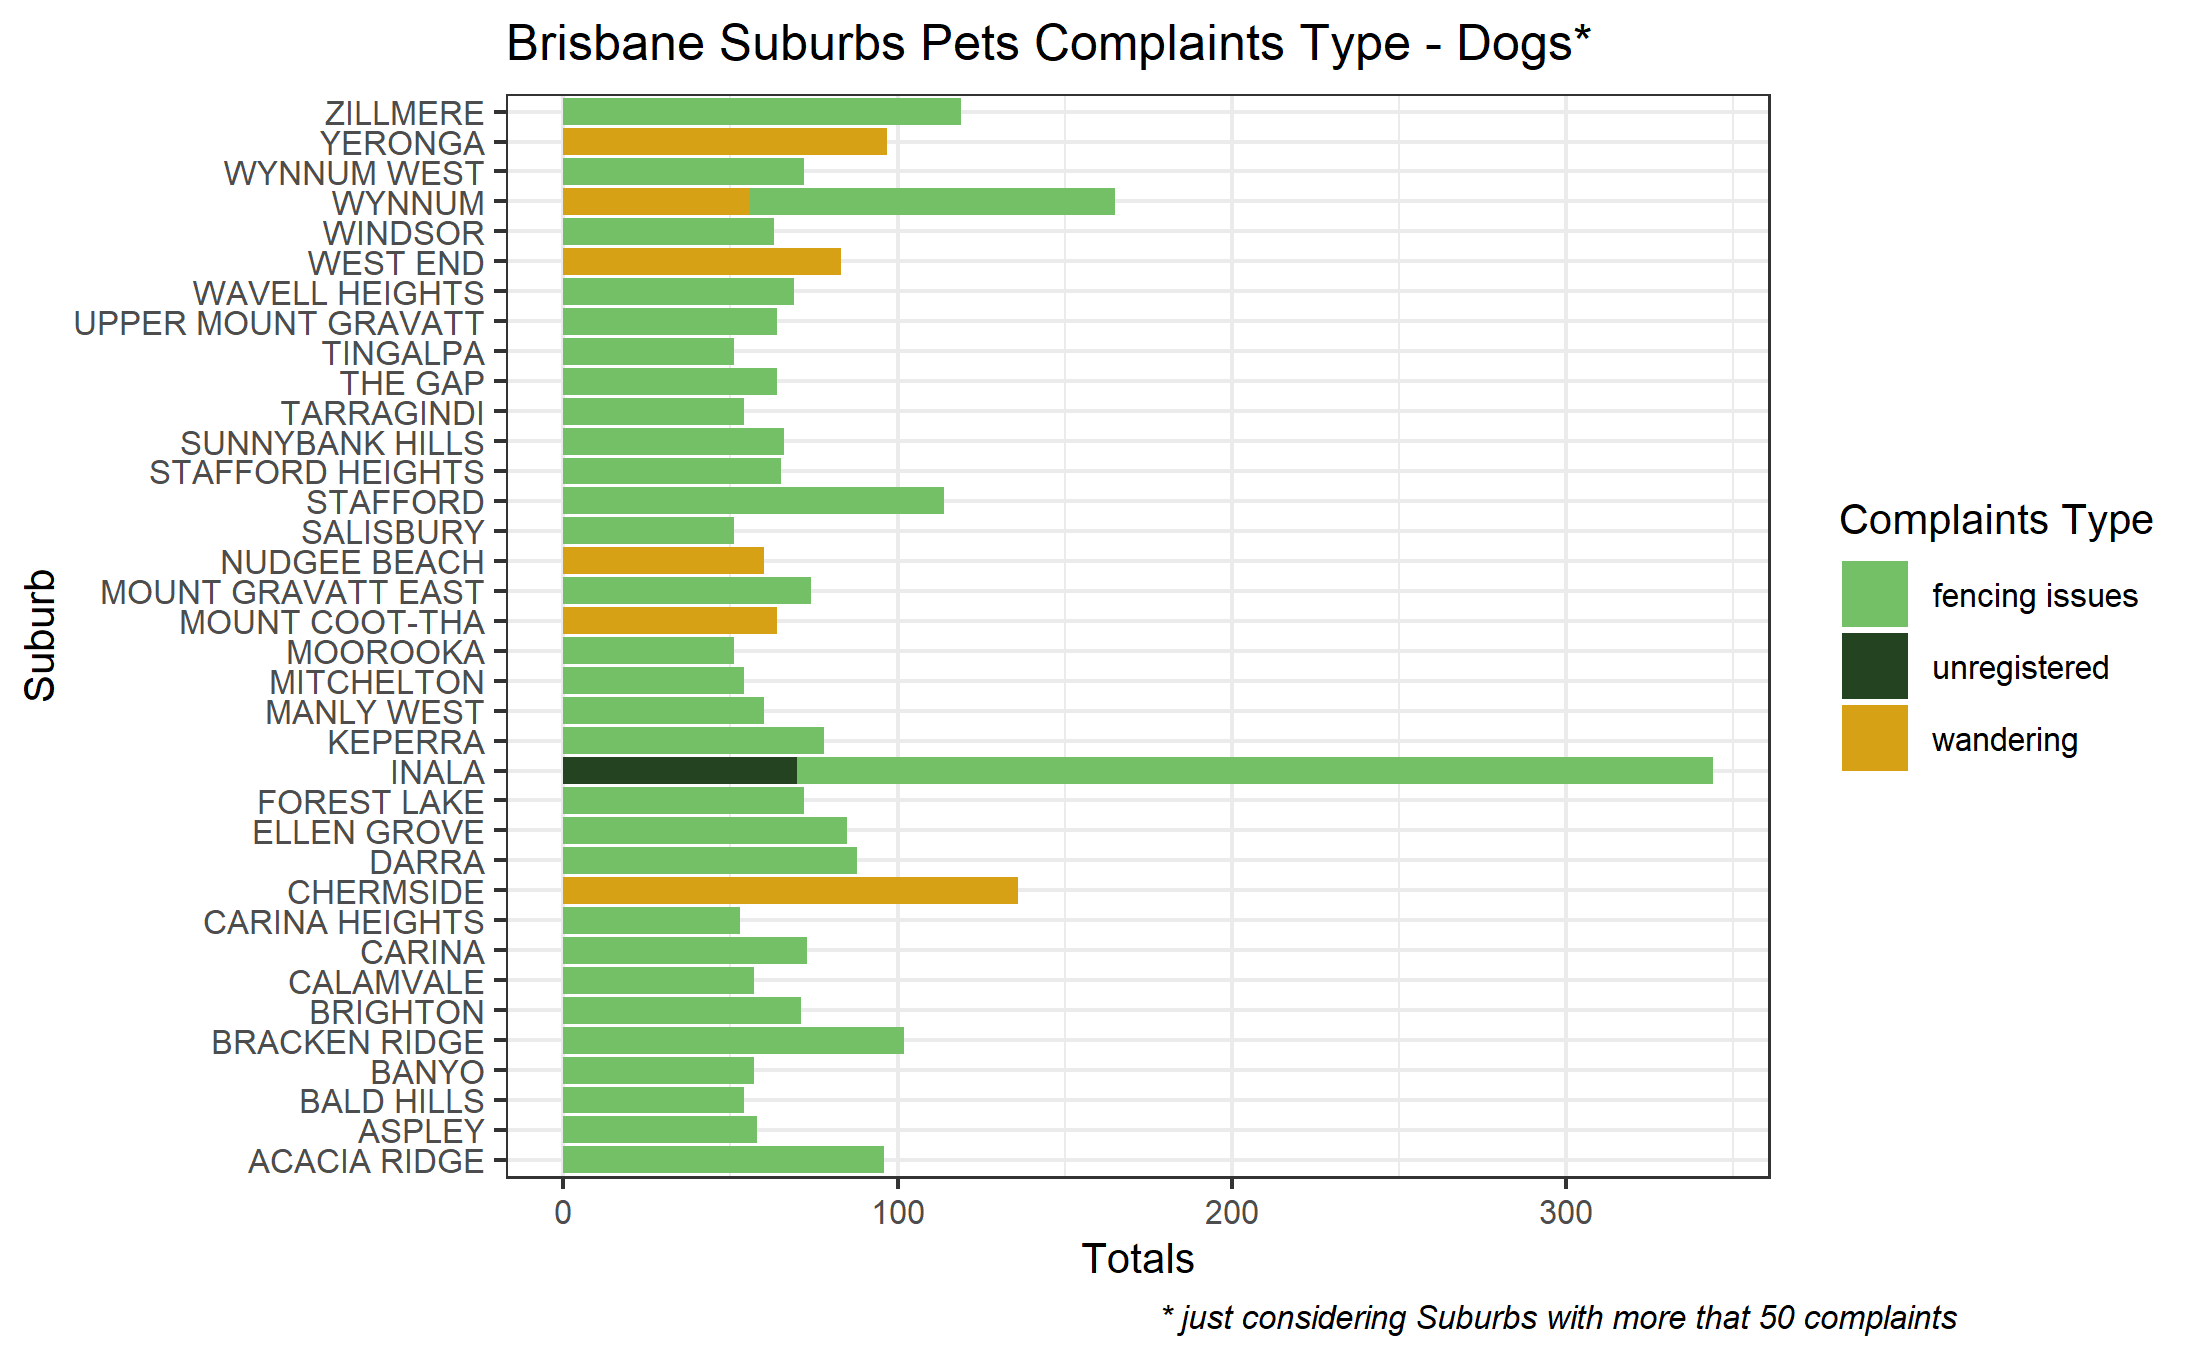 Brisbane Suburbs Pets Complaints Type - Dogs*
Suburb
ZILLMERE
YERONGA
WYNNUM WEST
WYNNUM
WINDSOR
WEST END
WAVELL HEIGHTS
UPPER MOUNT GRAVATT
TINGALPA
THE GAP
TARRAGINDI
SUNNYBANK HILLS
STAFFORD HEIGHTS
STAFFORD
SALISBURY
NUDGEE BEACH
MOUNT GRAVATT EAST
MOUNT COOT-THA
MOOROOKA
MITCHELTON
MANLY WEST
KEPERRA
INALA
FOREST LAKE
ELLEN GROVE
DARRA
CHERMSIDE
CARINA HEIGHTS
CARINA
CALAMVALE
BRIGHTON
BRACKEN RIDGE
BANYO
BALD HILLS
ASPLEY
ACACIA RIDGE
0 100 200 300
Totals
Complaints Type
fencing issues
unregistered
wandering
* just considering Suburbs with more that 50 complaints